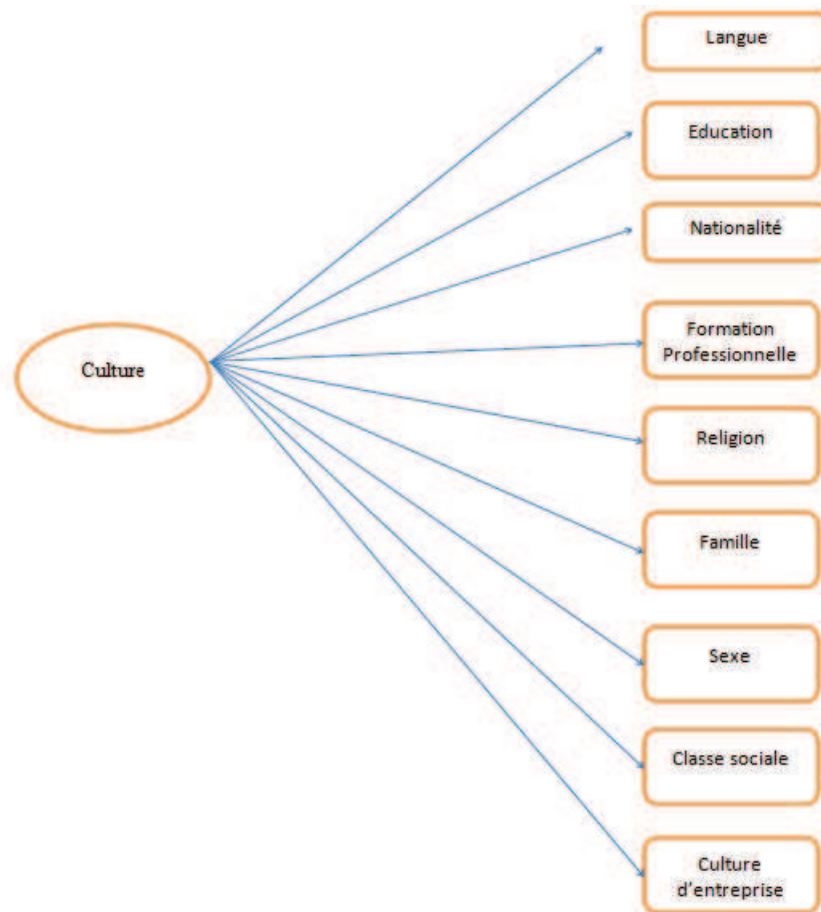 Langue
Education
Nationalité
Formation
Professionnelle
Culture
Religion
Famille
Sexe
Classe sociale
Culture
d'entreprise